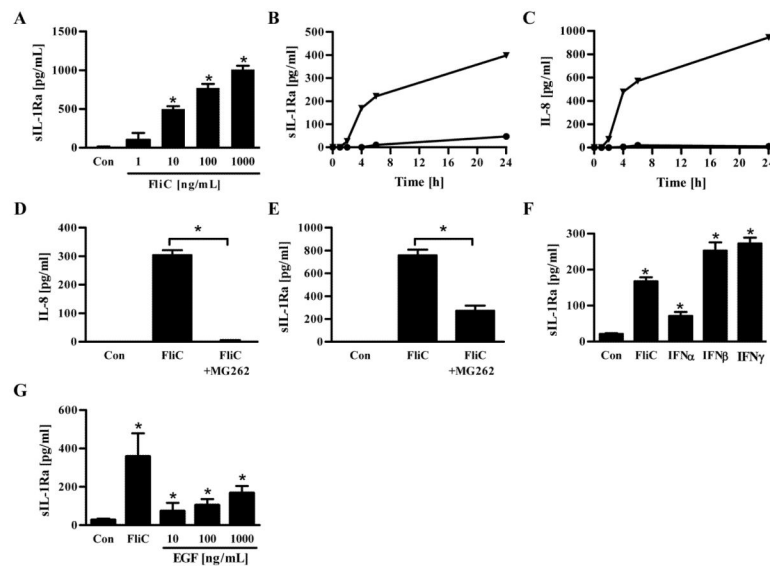 A
sIL-1Ra [pg/mL]
1500
1000
500
0
*
*
*
Con
1
10
100
1000
FliC [ng/mL]
B
sIL-1Ra [pg/ml]
500
400
300
200
100
0
0
4
8
12
16
20
24
Time [h]
C
IL-8 [pg/ml]
1000
800
600
400
200
0
0
4
8
12
16
20
24
Time [h]
D
IL-8 [pg/ml]
400
300
200
100
0
*
Con
FliC
FliC
+MG262
E
sIL-1Ra [pg/ml]
1000
800
600
400
200
0
*
Con
FliC
FliC
+MG262
F
sIL-1Ra [pg/ml]
300
200
100
0
*
*
*
*
Con
FliC
IFNα
IFNβ
IFNγ
G
sIL-1Ra [pg/ml]
600
400
200
0
*
*
*
*
Con
FliC
10
100
1000
EGF [ng/mL]